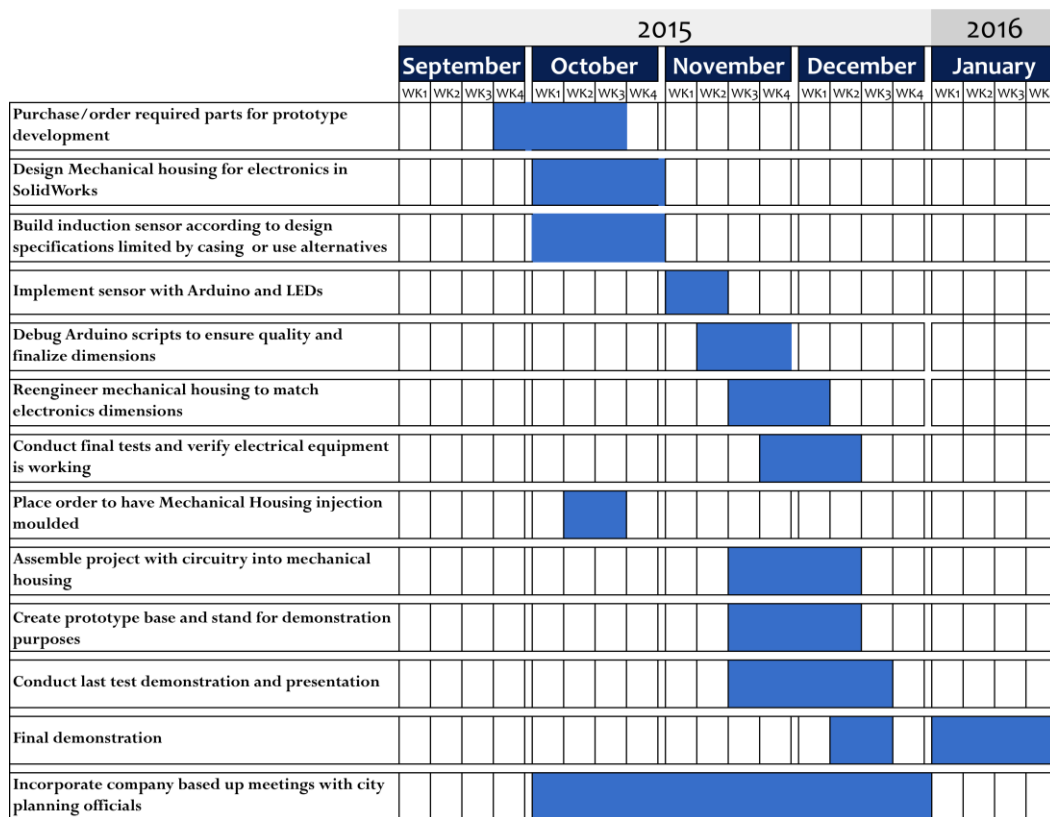 2015 2016
September October November December January
WK1 WK2 WK3 WK4 WK1 WK2 WK3 WK4 WK1 WK2 WK3 WK4 WK1 WK2 WK3 WK4 WK1 WK2 WK3 WK
Purchase/order required parts for prototype
development
Design Mechanical housing for electronics in
SolidWorks
Build induction sensor according to design
specifications limited by casing or use alternatives
Implement sensor with Arduino and LEDs
Debug Arduino scripts to ensure quality and
finalize dimensions
Reengineer mechanical housing to match
electronics dimensions
Conduct final tests and verify electrical equipment
is working
Place order to have Mechanical Housing injection
moulded
Assemble project with circuitry into mechanical
housing
Create prototype base and stand for demonstration
purposes
Conduct last test demonstration and presentation
Final demonstration
Incorporate company based up meetings with city
planning officials